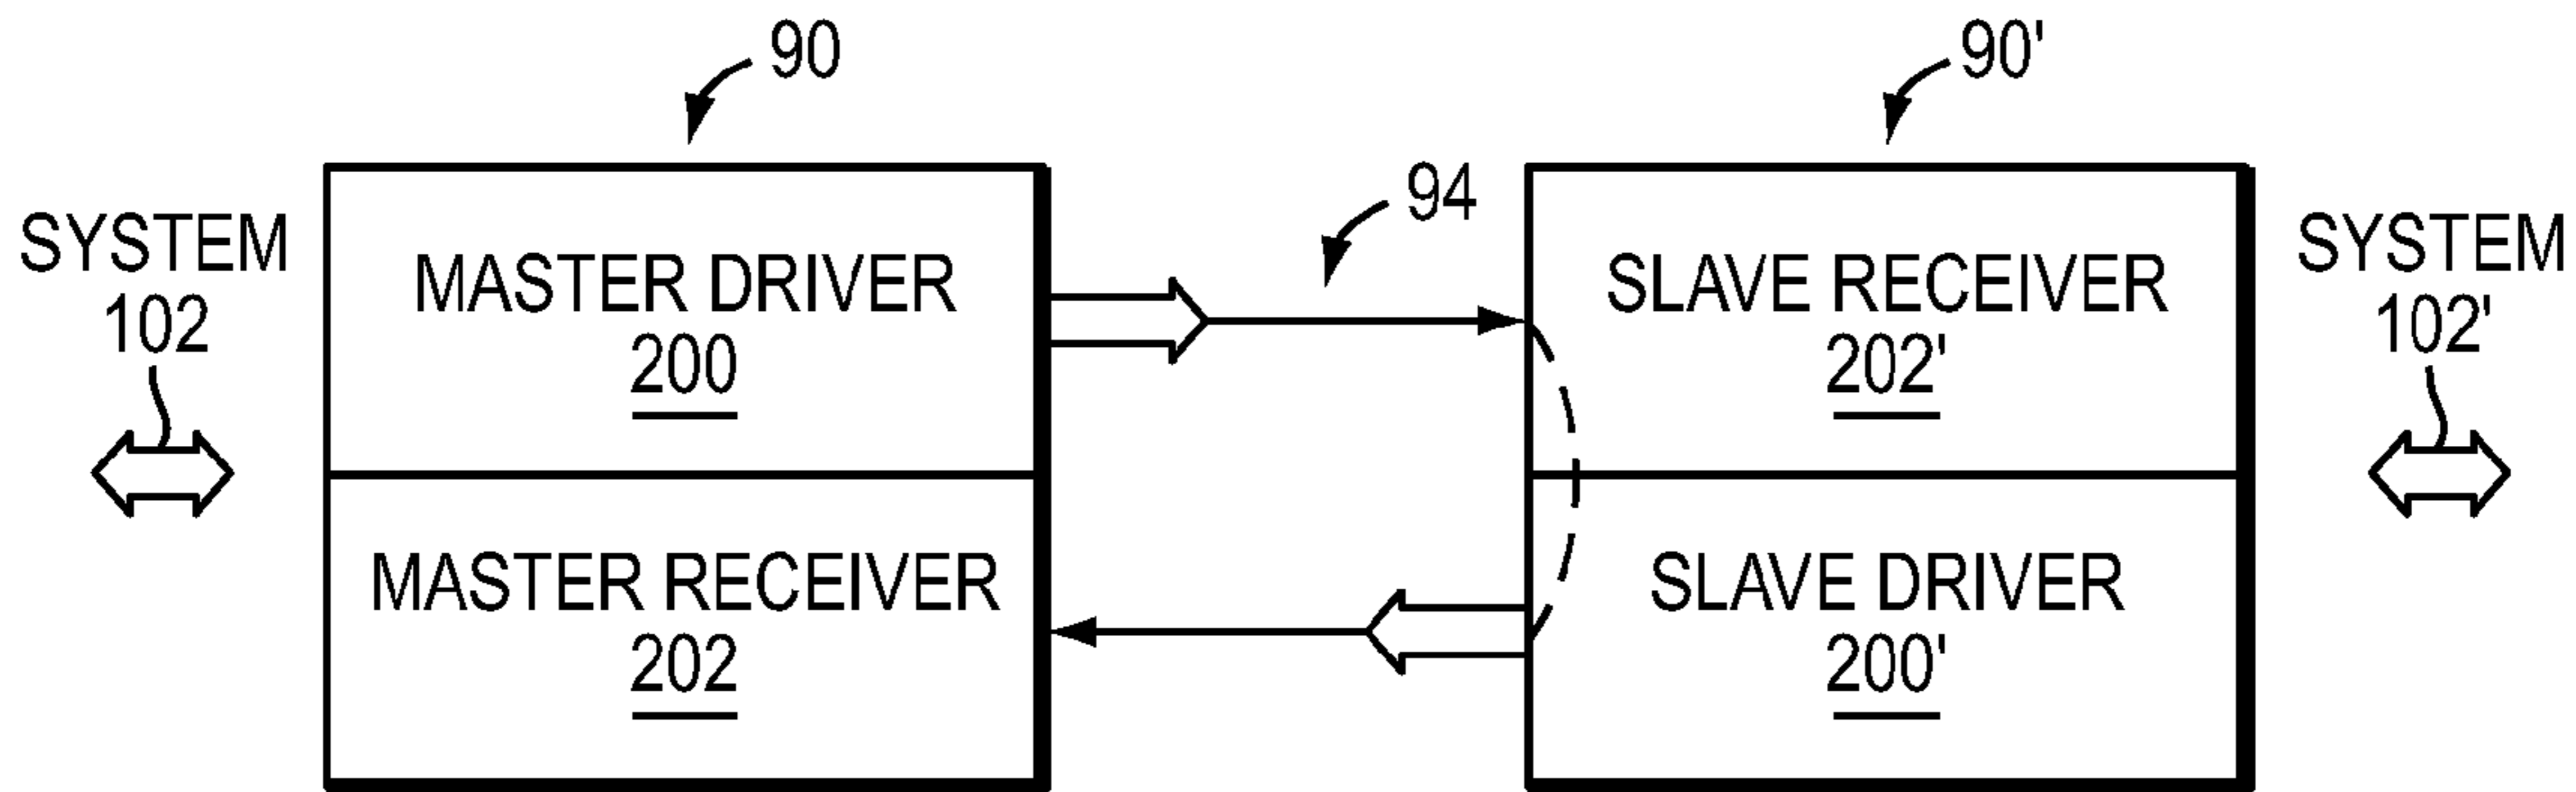 90
90'
94
SYSTEM
102
MASTER DRIVER
200
SLAVE RECEIVER
202'
SYSTEM
102'
MASTER RECEIVER
202
SLAVE DRIVER
200'